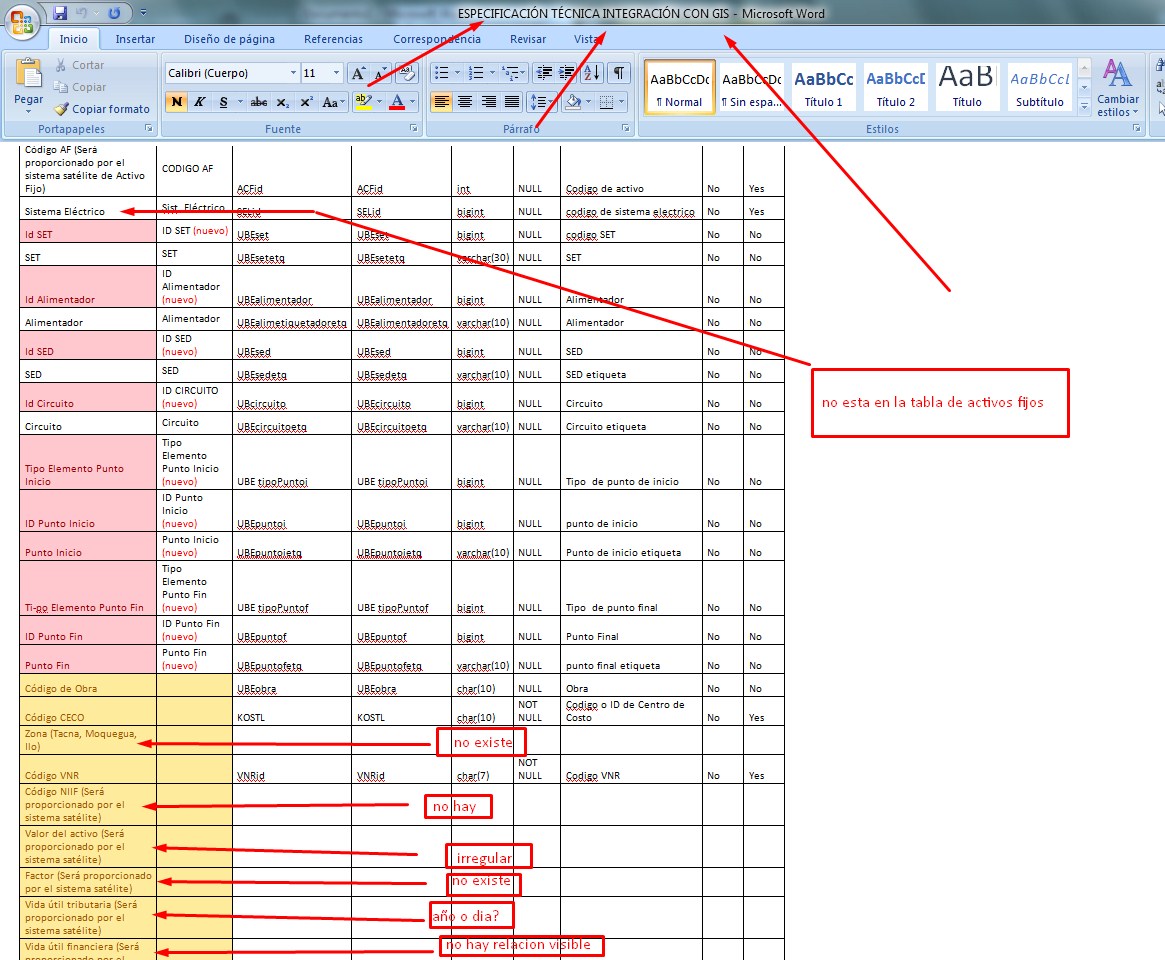 ESPECIFICACIÓN TÉCNICA INTEGRACIÓN CON GIS - Microsoft Word
Inicio Insertar Diseño de página Referencias Correspondencia Revisar Vista
Pegar
Cortar
Copiar
Copiar formato
Portapapeles
Calibri (Cuerpo) 11
N K S abc x₂ x² Aa
Fuente
Párrafo
AaBbCcDc AaBbCcDc AaBbCc AaBbCcD AaB AaBbCcL
¶ Normal ¶ Sin espa... Título 1 Título 2 Título Subtítulo
Cambiar
estilos
Estilos
Código AF (Será
proporcionado por el
sistema satélite de Activo
Fijo) CODIGO AF ACFid ACFid int NULL Codigo de activo No Yes
Sistema Eléctrico Sist. Eléctrico SELid SELid bigint NULL codigo de sistema electrico No Yes
Id SET ID SET (nuevo) UBEset UBEset bigint NULL codigo SET No No
SET SET UBEsetetq UBEsetetq varchar(30) NULL SET No No
Id Alimentador ID
Alimentador
(nuevo) UBEalimentador UBEalimentador bigint NULL Alimentador No No
Alimentador Alimentador UBEalimetiquetadoretq UBEalimentadoretq varchar(10) NULL Alimentador No No
Id SED ID SED
(nuevo) UBEsed UBEsed bigint NULL SED No No
SED SED UBEsedetq UBEsedetq varchar(10) NULL SED etiqueta No No
Id Circuito ID CIRCUITO
(nuevo) UBcircuito UBEcircuito bigint NULL Circuito No No
Circuito Circuito UBEcircuitoetq UBEcircuitoetq varchar(10) NULL Circuito etiqueta No No
Tipo Elemento Punto
Inicio Tipo
Elemento
Punto Inicio
(nuevo) UBE tipoPuntoi UBE tipoPuntoi bigint NULL Tipo de punto de inicio No No
ID Punto Inicio ID Punto
Inicio
(nuevo) UBEpuntoi UBEpuntoi bigint NULL punto de inicio No No
Punto Inicio Punto Inicio
(nuevo) UBEpuntoietq UBEpuntoietq varchar(10) NULL Punto de inicio etiqueta No No
Ti-po Elemento Punto Fin Tipo
Elemento
Punto Fin
(nuevo) UBE tipoPuntof UBE tipoPuntof bigint NULL Tipo de punto final No No
ID Punto Fin ID Punto Fin
(nuevo) UBEpuntof UBEpuntof bigint NULL Punto Final No No
Punto Fin Punto Fin
(nuevo) UBEpuntofetq UBEpuntofetq varchar(10) NULL punto final etiqueta No No
Código de Obra UBEobra UBEobra char(10) NULL Obra No No
Código CECO KOSTL KOSTL char(10) NOT
NULL Codigo o ID de Centro de
Costo No Yes
Zona (Tacna, Moquegua,
Ilo)
Código VNR VNRid VNRid char(7) NOT
NULL Codigo VNR No Yes
Código NIIF (Será
proporcionado por el
sistema satélite)
Valor del activo (Será
proporcionado por el
sistema satélite)
Factor (Será proporcionado
por el sistema satélite)
Vida útil tributaria (Será
proporcionado por el
sistema satélite)
Vida útil financiera (Será
proporcionado por el
no esta en la tabla de activos fijos
no existe
no hay
irregular
no existe
año o dia?
no hay relacion visible